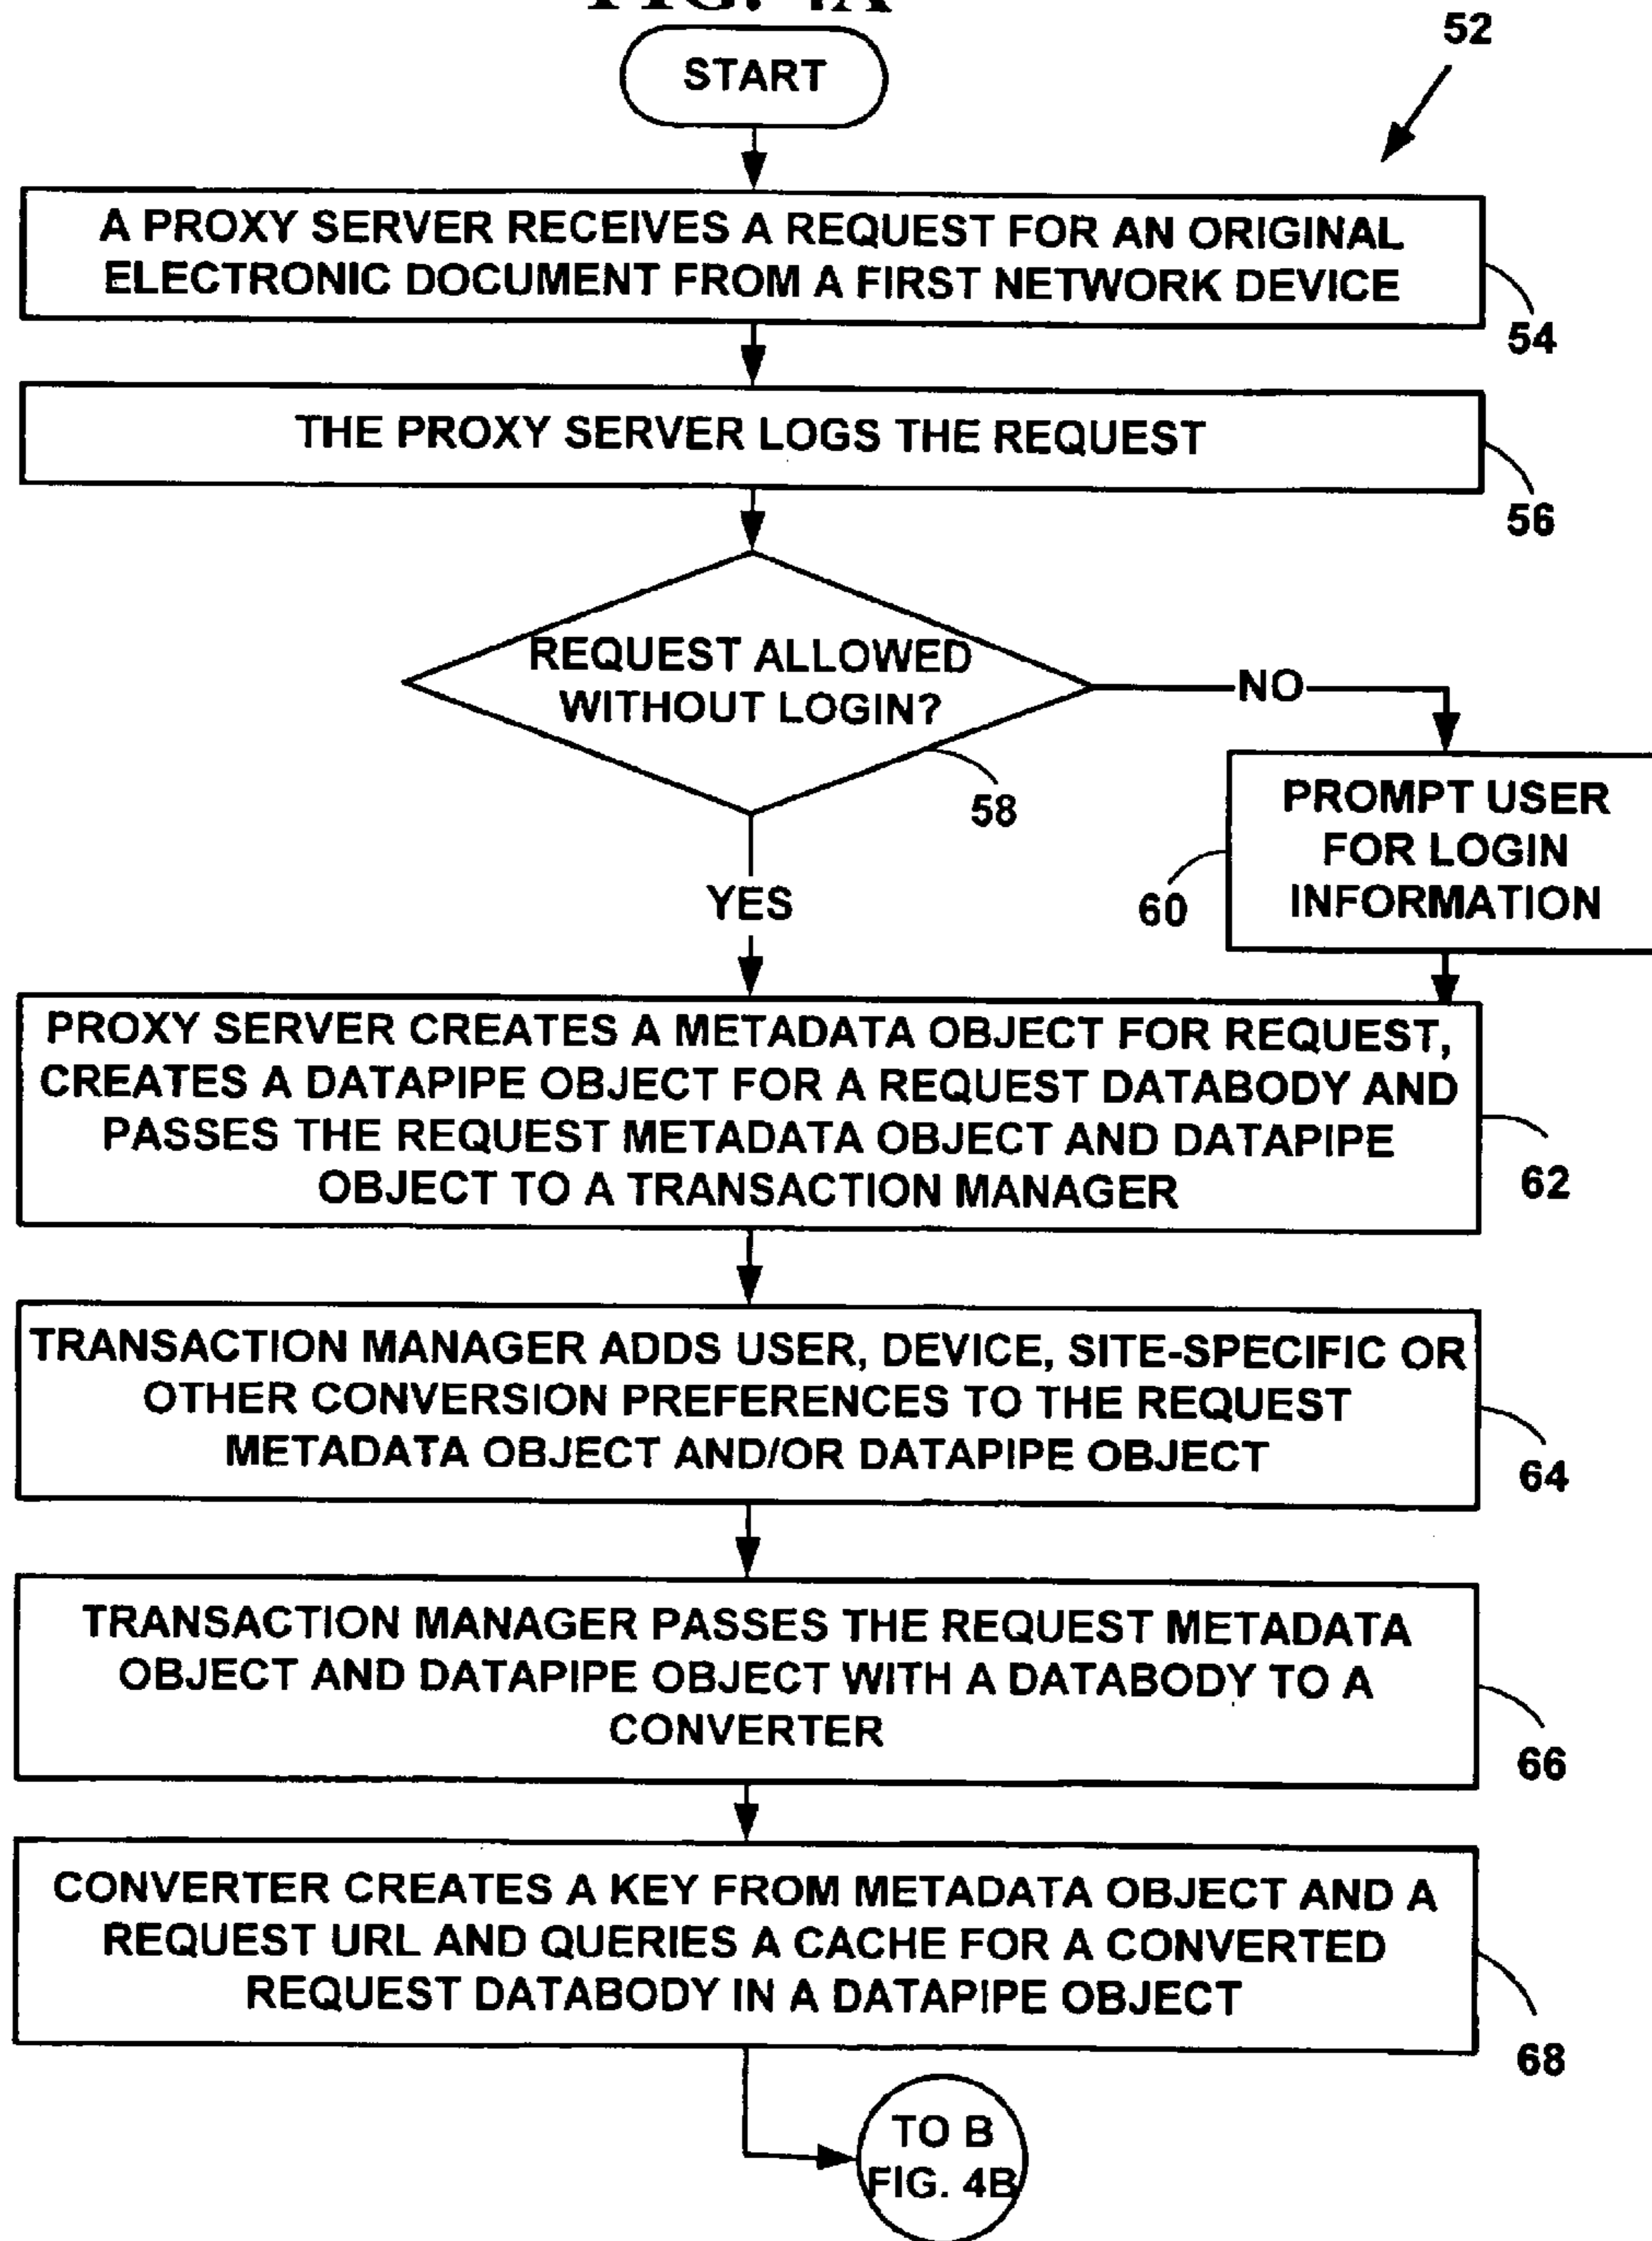 FIG. 4A
52
START
A PROXY SERVER RECEIVES A REQUEST FOR AN ORIGINAL
ELECTRONIC DOCUMENT FROM A FIRST NETWORK DEVICE
54
THE PROXY SERVER LOGS THE REQUEST
56
REQUEST ALLOWED
WITHOUT LOGIN?
58
NO
YES
PROMPT USER
FOR LOGIN
INFORMATION
60
PROXY SERVER CREATES A METADATA OBJECT FOR REQUEST,
CREATES A DATAPIPE OBJECT FOR A REQUEST DATABODY AND
PASSES THE REQUEST METADATA OBJECT AND DATAPIPE
OBJECT TO A TRANSACTION MANAGER
62
TRANSACTION MANAGER ADDS USER, DEVICE, SITE-SPECIFIC OR
OTHER CONVERSION PREFERENCES TO THE REQUEST
METADATA OBJECT AND/OR DATAPIPE OBJECT
64
TRANSACTION MANAGER PASSES THE REQUEST METADATA
OBJECT AND DATAPIPE OBJECT WITH A DATABODY TO A
CONVERTER
66
CONVERTER CREATES A KEY FROM METADATA OBJECT AND A
REQUEST URL AND QUERIES A CACHE FOR A CONVERTED
REQUEST DATABODY IN A DATAPIPE OBJECT
68
TO B
FIG. 4B